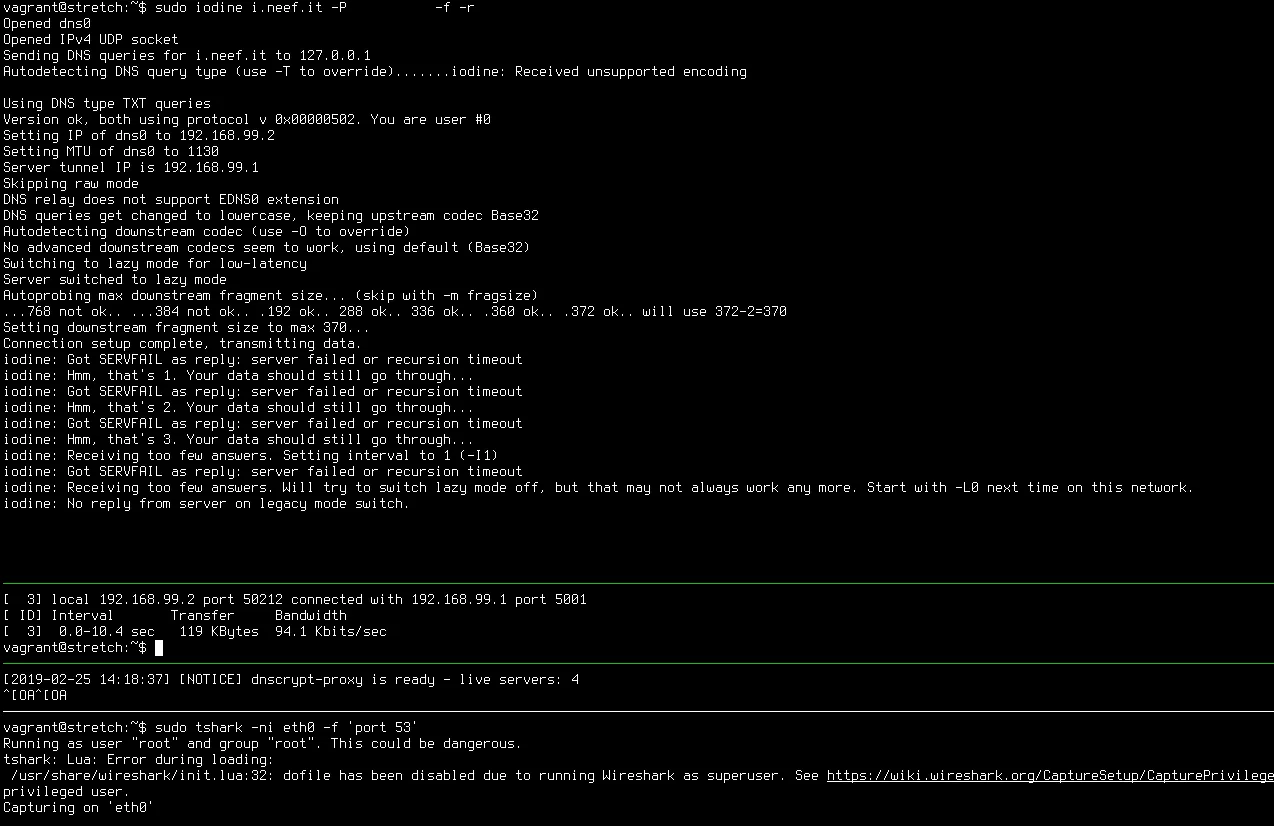 vagrant@stretch:~$ sudo iodine i.neef.it -P           -f -r
Opened dns0
Opened IPv4 UDP socket
Sending DNS queries for i.neef.it to 127.0.0.1
Autodetecting DNS query type (use -T to override).......iodine: Received unsupported encoding
Using DNS type TXT queries
Version ok, both using protocol v 0x00000502. You are user #0
Setting IP of dns0 to 192.168.99.2
Setting MTU of dns0 to 1130
Server tunnel IP is 192.168.99.1
Skipping raw mode
DNS relay does not support EDNS0 extension
DNS queries get changed to lowercase, keeping upstream codec Base32
Autodetecting downstream codec (use -O to override)
No advanced downstream codecs seem to work, using default (Base32)
Switching to lazy mode for low-latency
Server switched to lazy mode
Autoprobing max downstream fragment size... (skip with -m fragsize)
...768 not ok.. ...384 not ok.. .192 ok.. 288 ok.. 336 ok.. .360 ok.. .372 ok.. will use 372-2=370
Setting downstream fragment size to max 370...
Connection setup complete, transmitting data.
iodine: Got SERVFAIL as reply: server failed or recursion timeout
iodine: Hmm, that's 1. Your data should still go through...
iodine: Got SERVFAIL as reply: server failed or recursion timeout
iodine: Hmm, that's 2. Your data should still go through...
iodine: Got SERVFAIL as reply: server failed or recursion timeout
iodine: Hmm, that's 3. Your data should still go through...
iodine: Receiving too few answers. Setting interval to 1 (-I1)
iodine: Got SERVFAIL as reply: server failed or recursion timeout
iodine: Receiving too few answers. Will try to switch lazy mode off, but that may not always work any more. Start with -L0 next time on this network.
iodine: No reply from server on legacy mode switch.
[  3] local 192.168.99.2 port 50212 connected with 192.168.99.1 port 5001
[ ID] Interval       Transfer     Bandwidth
[  3]  0.0-10.4 sec   119 KBytes  94.1 Kbits/sec
vagrant@stretch:~$
[2019-02-25 14:18:37] [NOTICE] dnscrypt-proxy is ready - live servers: 4
^[OA^[OA
vagrant@stretch:~$ sudo tshark -ni eth0 -f 'port 53'
Running as user "root" and group "root". This could be dangerous.
tshark: Lua: Error during loading:
 /usr/share/wireshark/init.lua:32: dofile has been disabled due to running Wireshark as superuser. See https://wiki.wireshark.org/CaptureSetup/CapturePrivilege
privileged user.
Capturing on 'eth0'